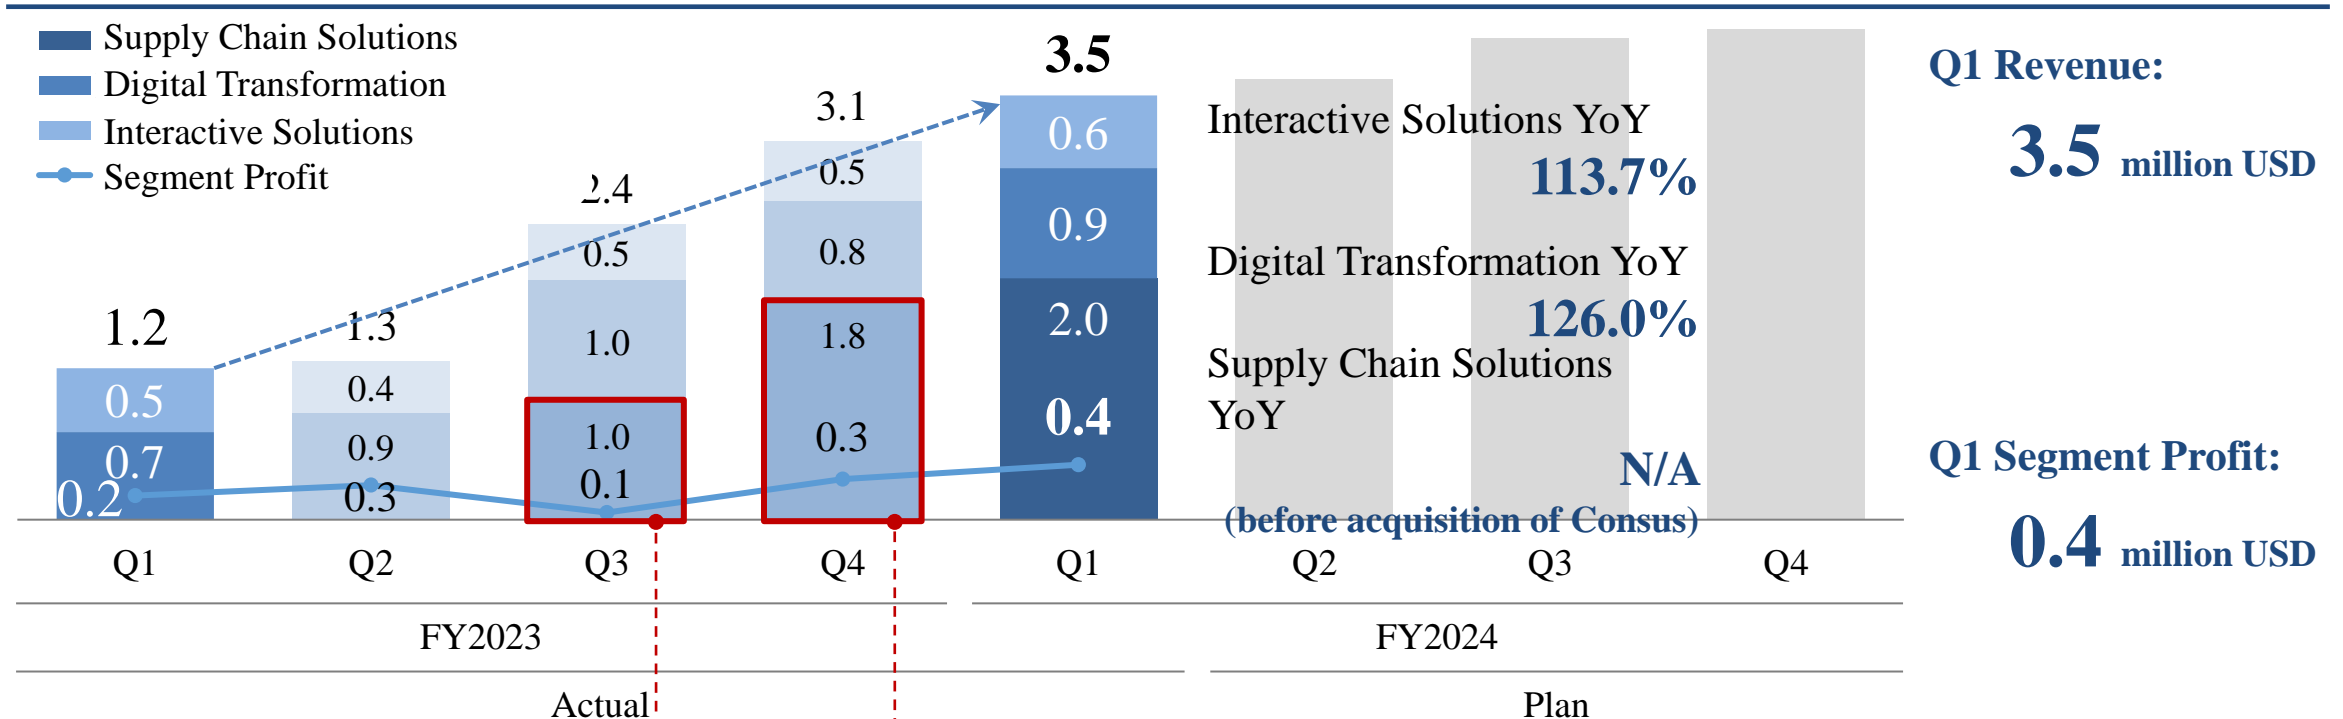 Supply Chain Solutions
Digital Transformation
Interactive Solutions
Segment Profit
1.2
0.5
0.7
0.2
1.3
0.4
0.9
0.3
2.4
0.5
1.0
1.0
0.1
3.1
0.5
0.8
1.8
0.3
3.5
0.6
0.9
2.0
0.4
Interactive Solutions YoY
113.7%
Digital Transformation YoY
126.0%
Supply Chain Solutions
YoY
N/A
(before acquisition of Consus)
Q1 Revenue:
3.5 million USD
Q1 Segment Profit:
0.4 million USD
Q1 Q2 Q3 Q4 Q1 Q2 Q3 Q4
FY2023 FY2024
Actual Plan